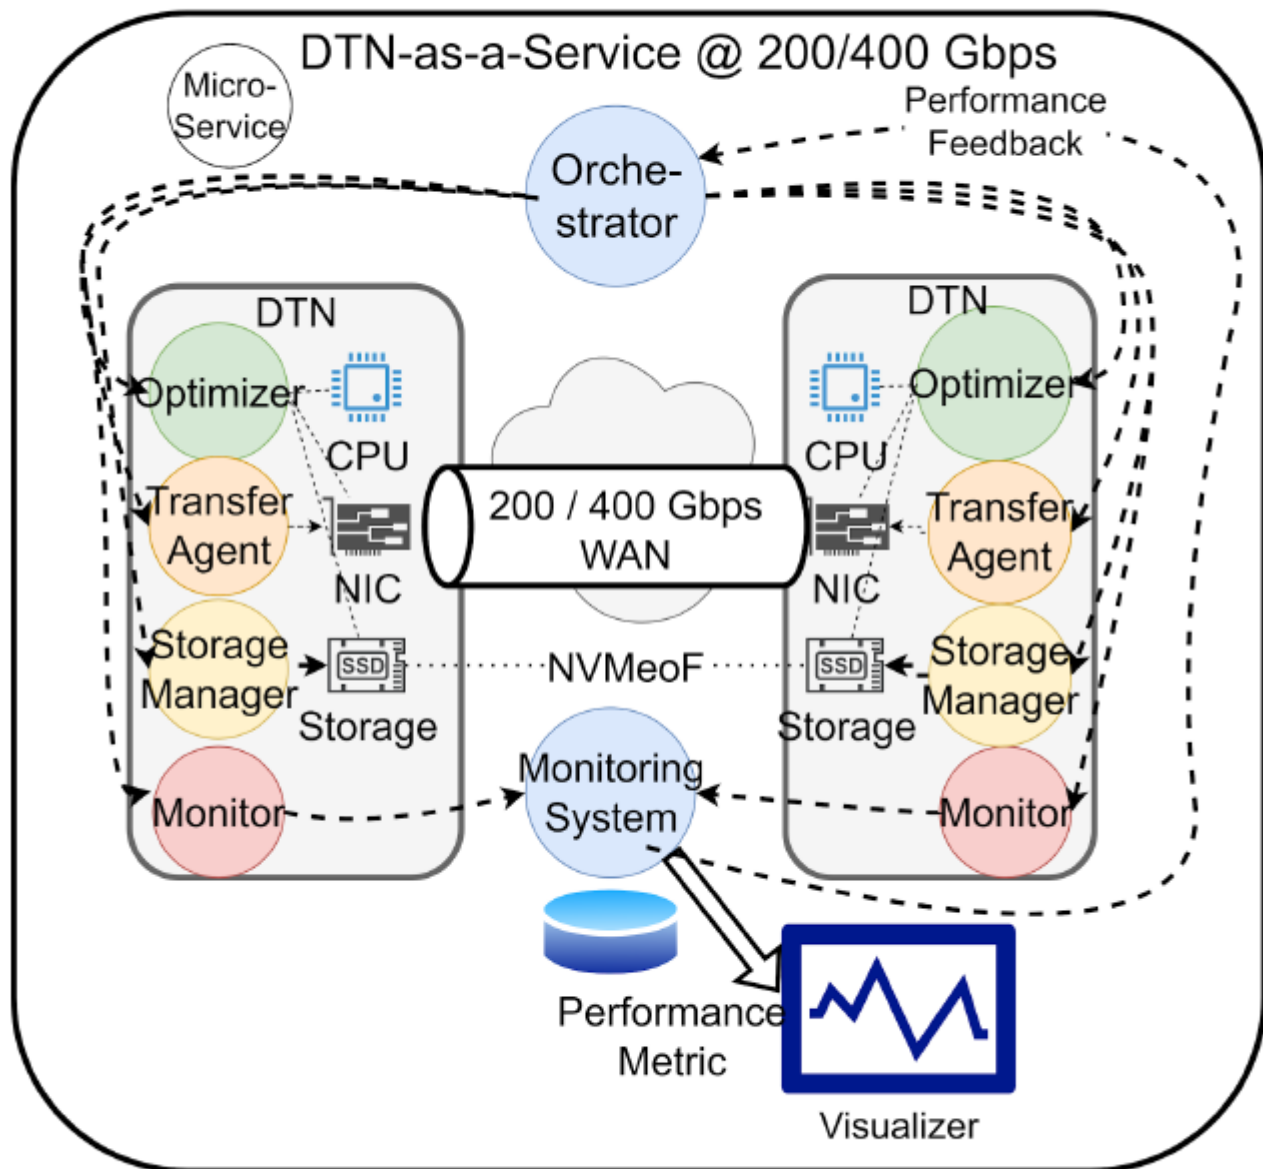 DTN-as-a-Service @ 200/400 Gbps
Micro-
Service
Performance
Feedback
Orche-
strator
DTN
Optimizer
CPU
Transfer
Agent
NIC
Storage
Manager
SSD
Storage
Monitor
200 / 400 Gbps
WAN
NVMeoF
DTN
Optimizer
CPU
Transfer
Agent
NIC
Storage
Manager
SSD
Storage
Monitor
Monitoring
System
Performance
Metric
Visualizer